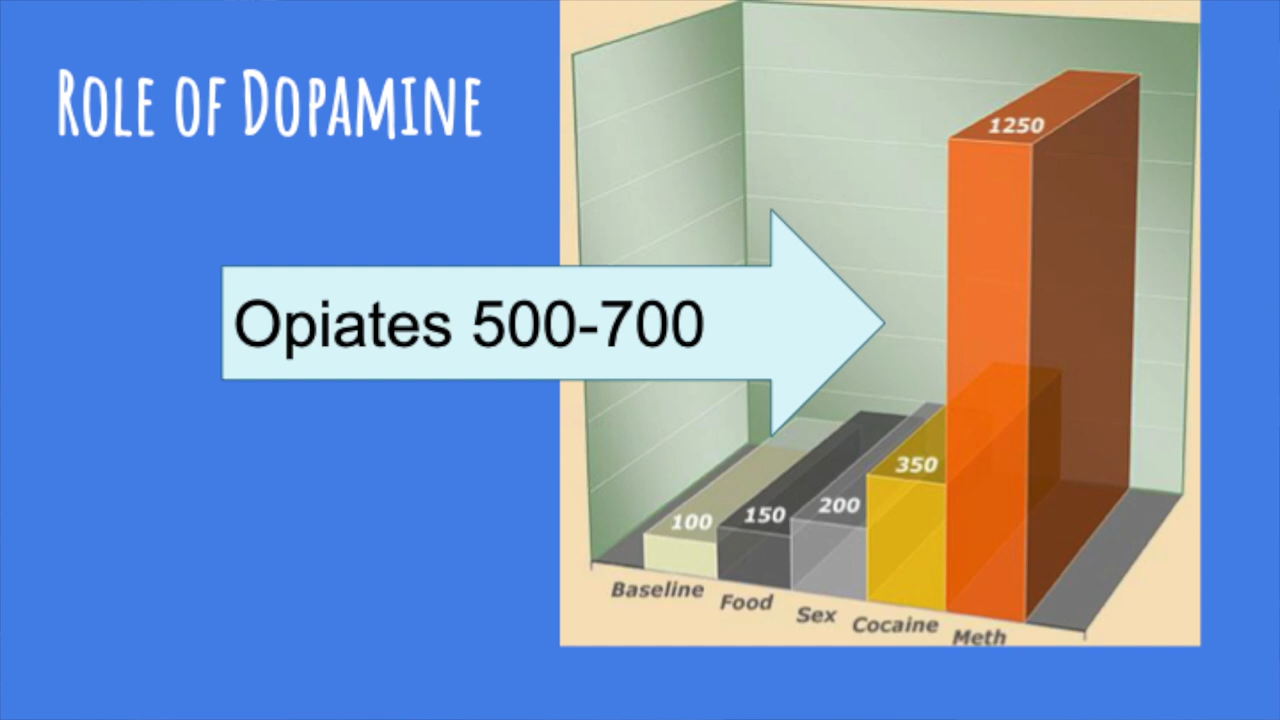 Role of Dopamine
Opiates 500-700
1250
350
200
150
100
Baseline
Food
Sex
Cocaine
Meth